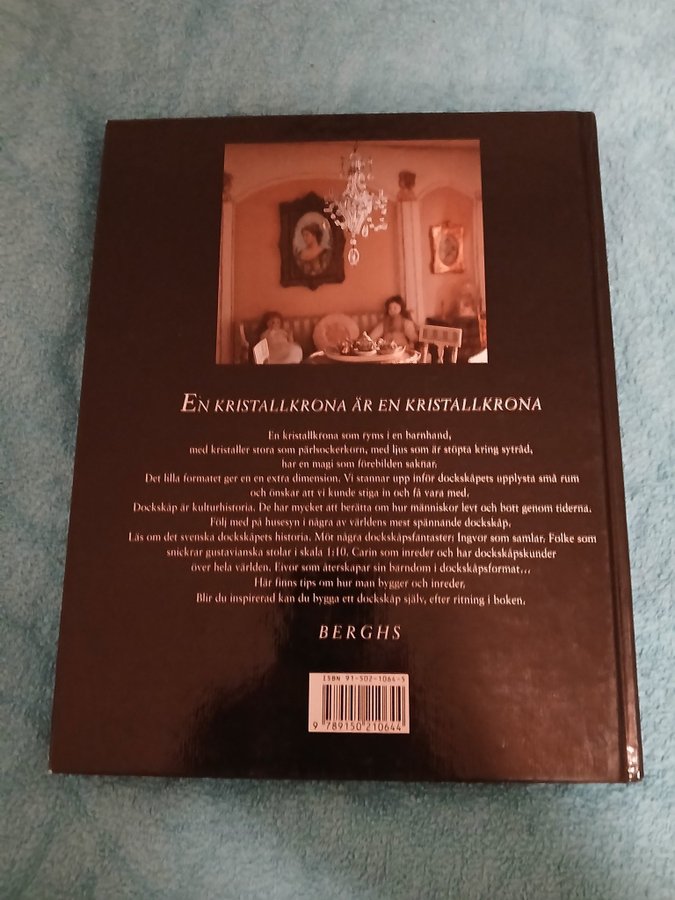 EN KRISTALLKRONA ÄR EN KRISTALLKRONA
En kristallkrona som ryms i en barnhand,
med kristaller stora som pärlsockerkorn, med ljus som är stöpta kring sytråd,
har en magi som förebilden saknar.
Det lilla formatet ger en en extra dimension. Vi stannar upp inför dockskåpets upplysta små rum
och önskar att vi kunde stiga in och få vara med.
Dockskåp är kulturhistoria. De har mycket att berätta om hur människor levt och bott genom tiderna.
Följ med på husesyn i några av världens mest spännande dockskåp.
Läs om det svenska dockskåpets historia. Möt några dockskåpsfantaster: Ingvor som samlar. Folke som
snickrar gustavianska stolar i skala 1:10. Carin som inreder och har dockskåpskunder
över hela världen. Eivor som återskapar sin barndom i dockskåpsformat...
Här finns tips om hur man bygger och inreder.
Blir du inspirerad kan du bygga ett dockskåp själv, efter ritning i boken.
BERGHS
ISBN 91-502-1064-5
9 789150 210644